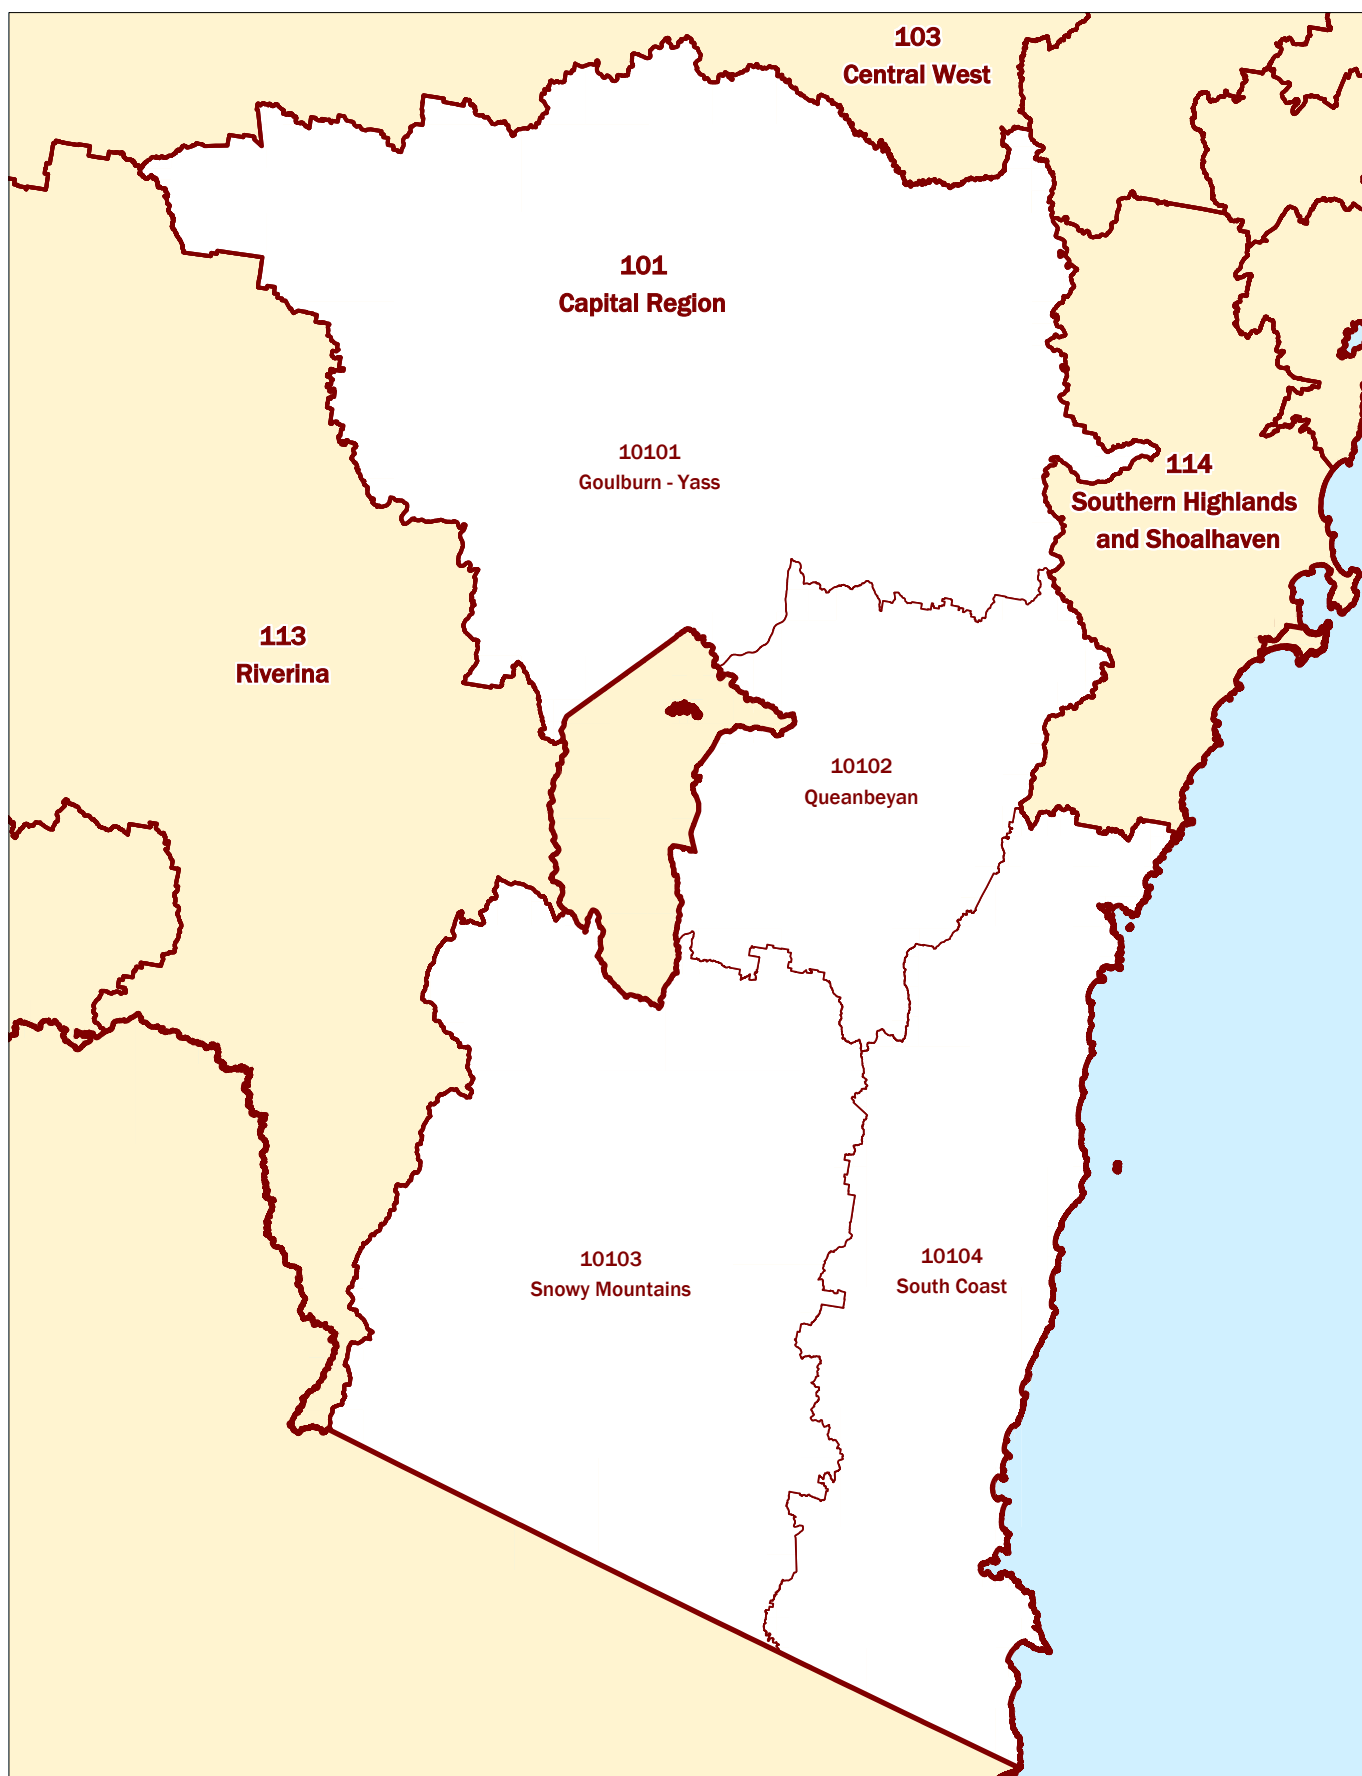 103
Central West
101
Capital Region
10101
Goulburn - Yass
114
Southern Highlands
and Shoalhaven
113
Riverina
10102
Queanbeyan
10103
Snowy Mountains
10104
South Coast